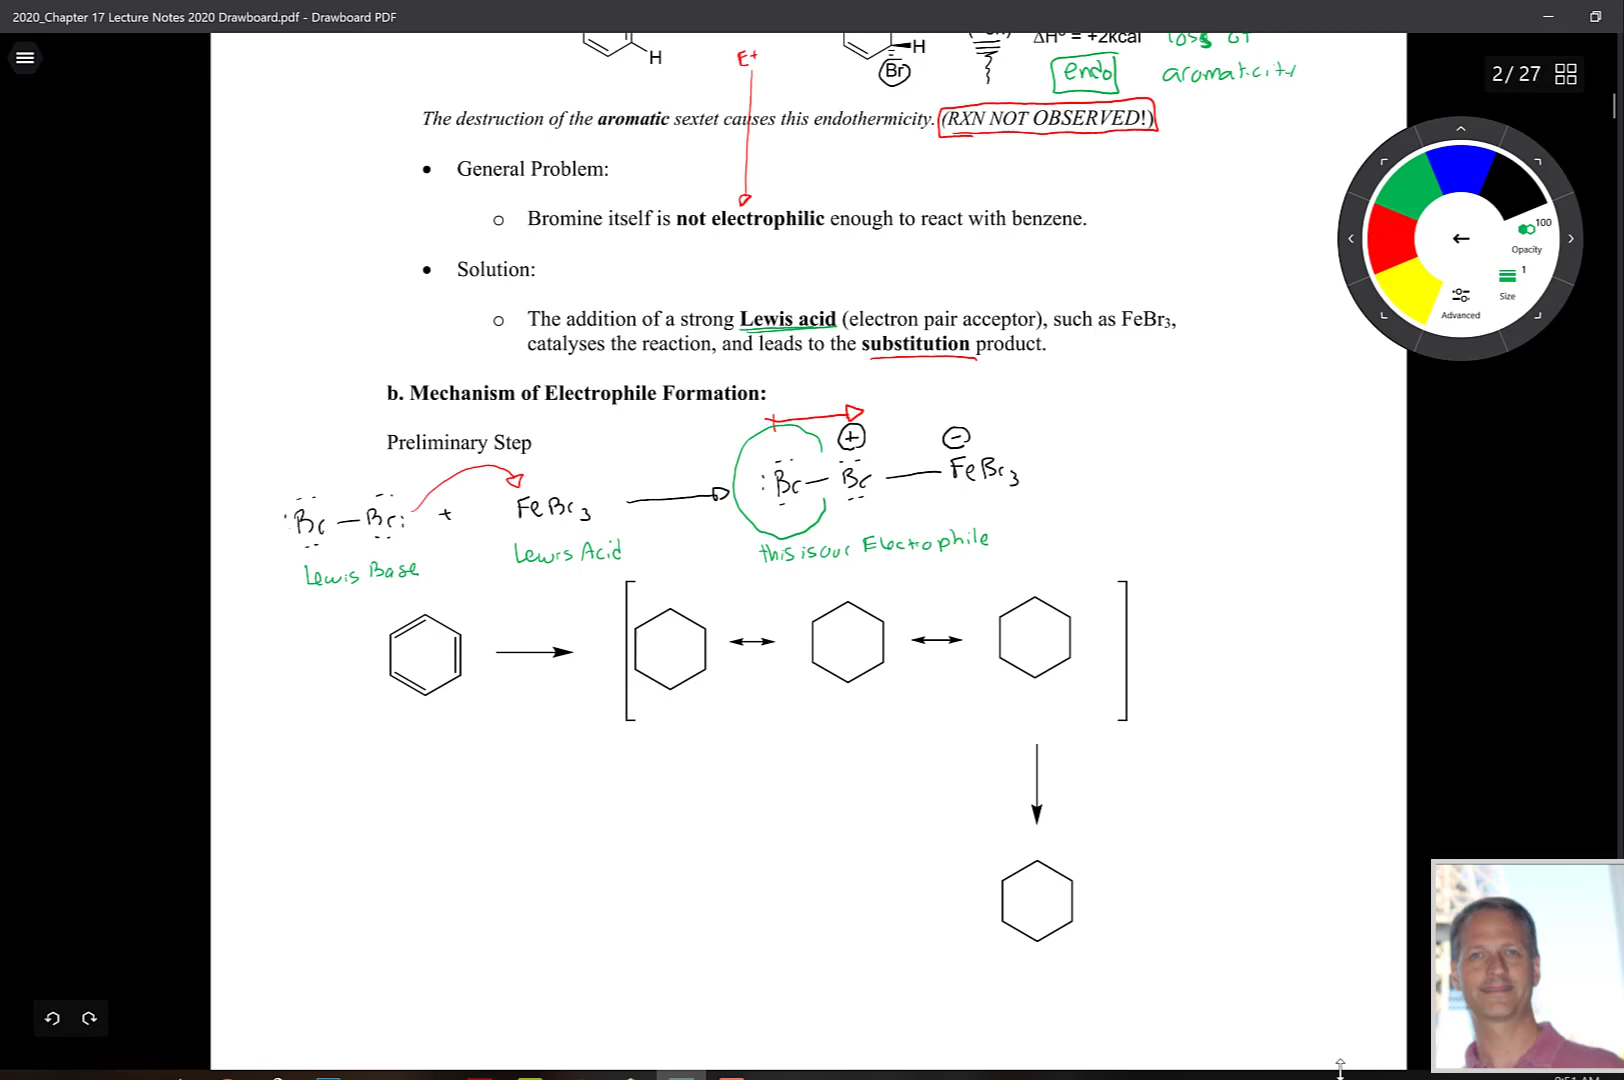 2020_Chapter 17 Lecture Notes 2020 Drawboard.pdf - Drawboard PDF
2 / 27
H
E+
H
Br
ΔH° = +2kcal
loss of
endo
aromaticity
The destruction of the aromatic sextet causes this endothermicity. (RXN NOT OBSERVED!)
• General Problem:
o Bromine itself is not electrophilic enough to react with benzene.
• Solution:
o The addition of a strong Lewis acid (electron pair acceptor), such as FeBr₃,
catalyses the reaction, and leads to the substitution product.
b. Mechanism of Electrophile Formation:
Preliminary Step
:Br — Br: + FeBr₃ → :Br — Br — FeBr₃
⊕ ⊖
Lewis Base
Lewis Acid
this is our Electrophile
100
Opacity
1
Size
Advanced